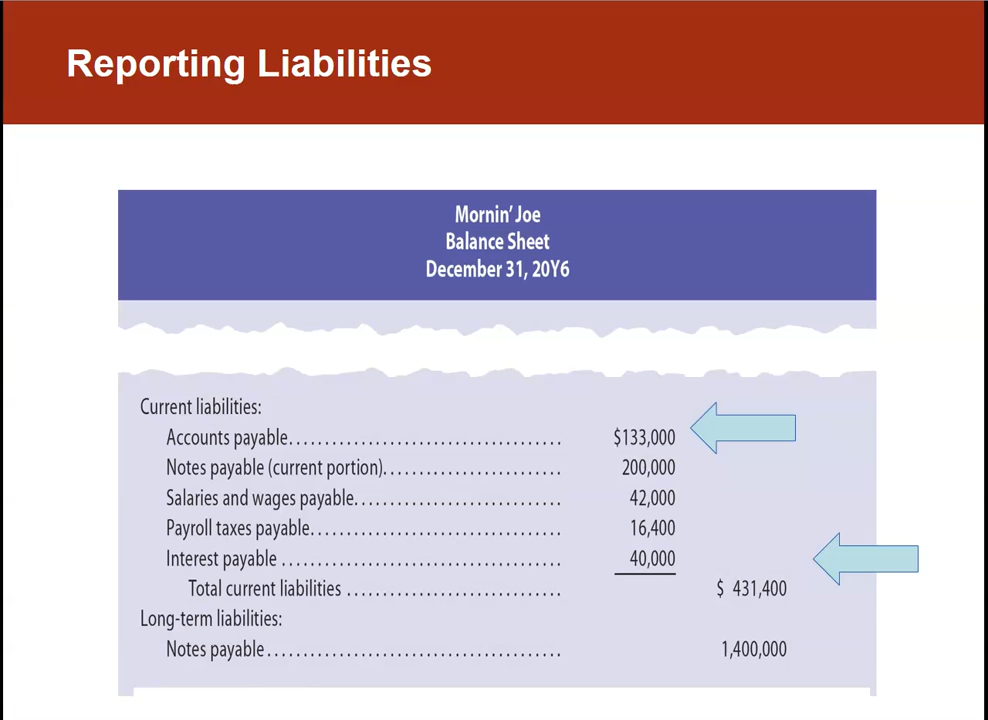 Reporting Liabilities
Mornin' Joe
Balance Sheet
December 31, 20Y6
Current liabilities:
Accounts payable...................................... $133,000
Notes payable (current portion)......................... 200,000
Salaries and wages payable............................. 42,000
Payroll taxes payable................................... 16,400
Interest payable ....................................... 40,000
Total current liabilities .............................. $ 431,400
Long-term liabilities:
Notes payable......................................... 1,400,000